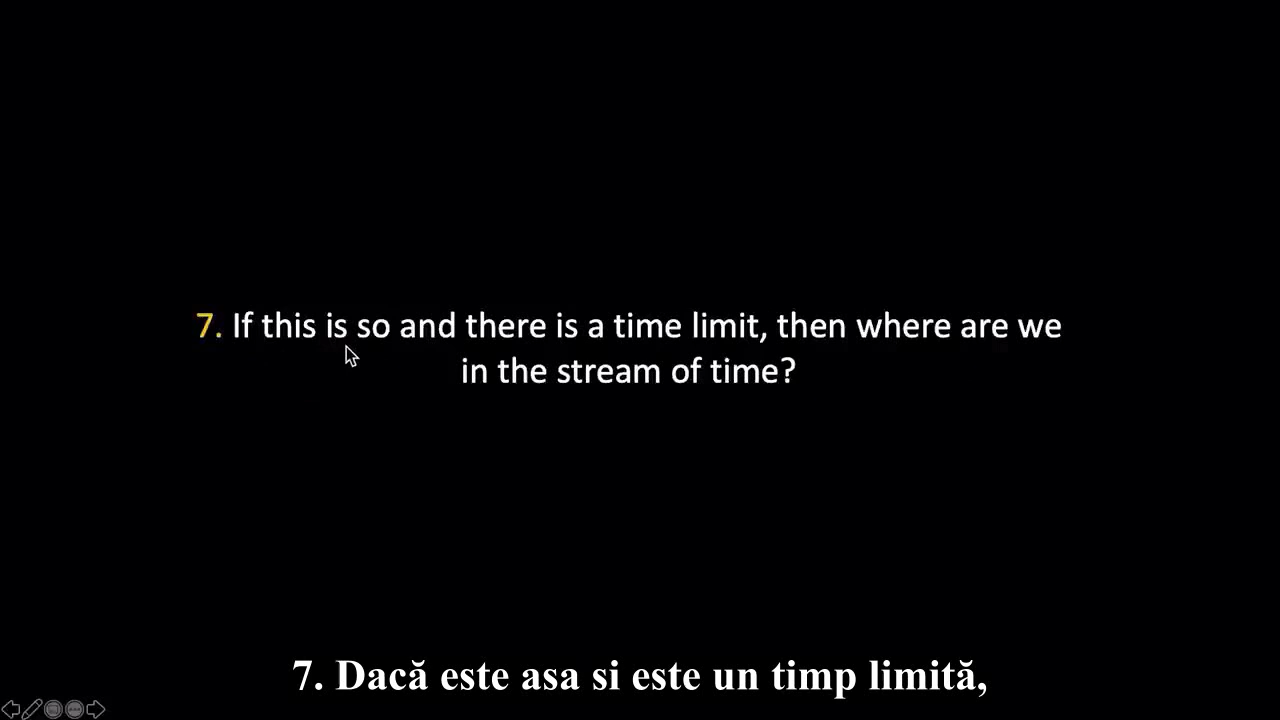 7. If this is so and there is a time limit, then where are we
in the stream of time?
7. Dacă este asa si este un timp limită,